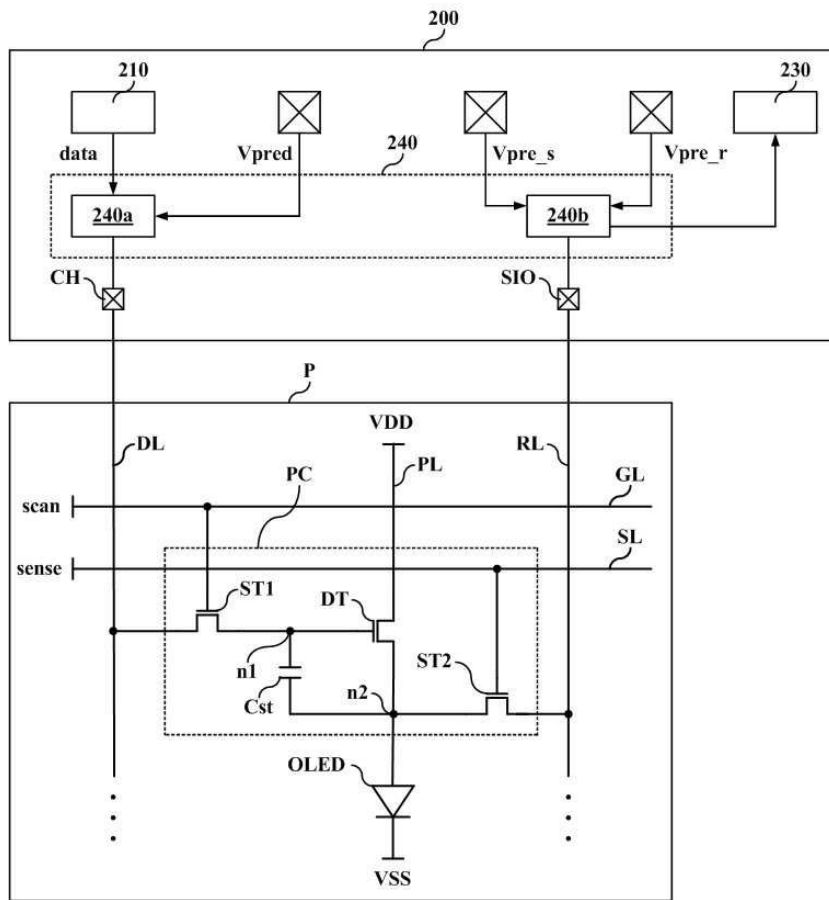 200
210
230
data
Vpred
240
Vpre_s
Vpre_r
240a
240b
CH
SIO
P
VDD
DL
RL
PC
PL
GL
scan
SL
sense
ST1
DT
ST2
n1
Cst
n2
OLED
VSS